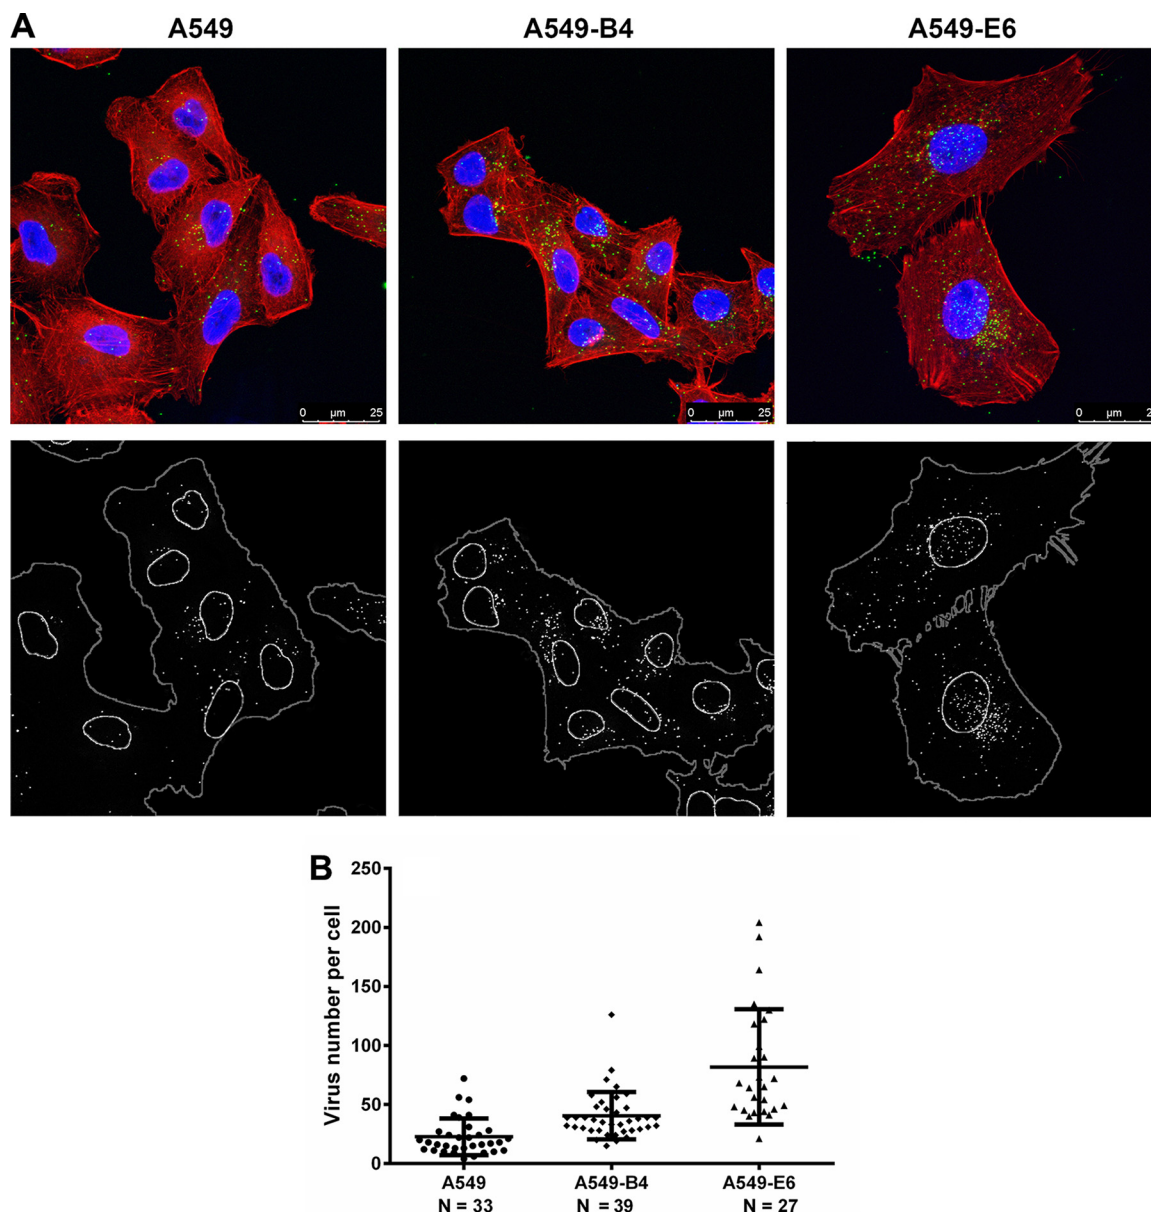 A
A549
A549-B4
A549-E6
0 µm 25
0 µm 25
0 µm 2
B
Virus number per cell
250
200
150
100
50
0
A549
A549-B4
A549-E6
N = 33
N = 39
N = 27